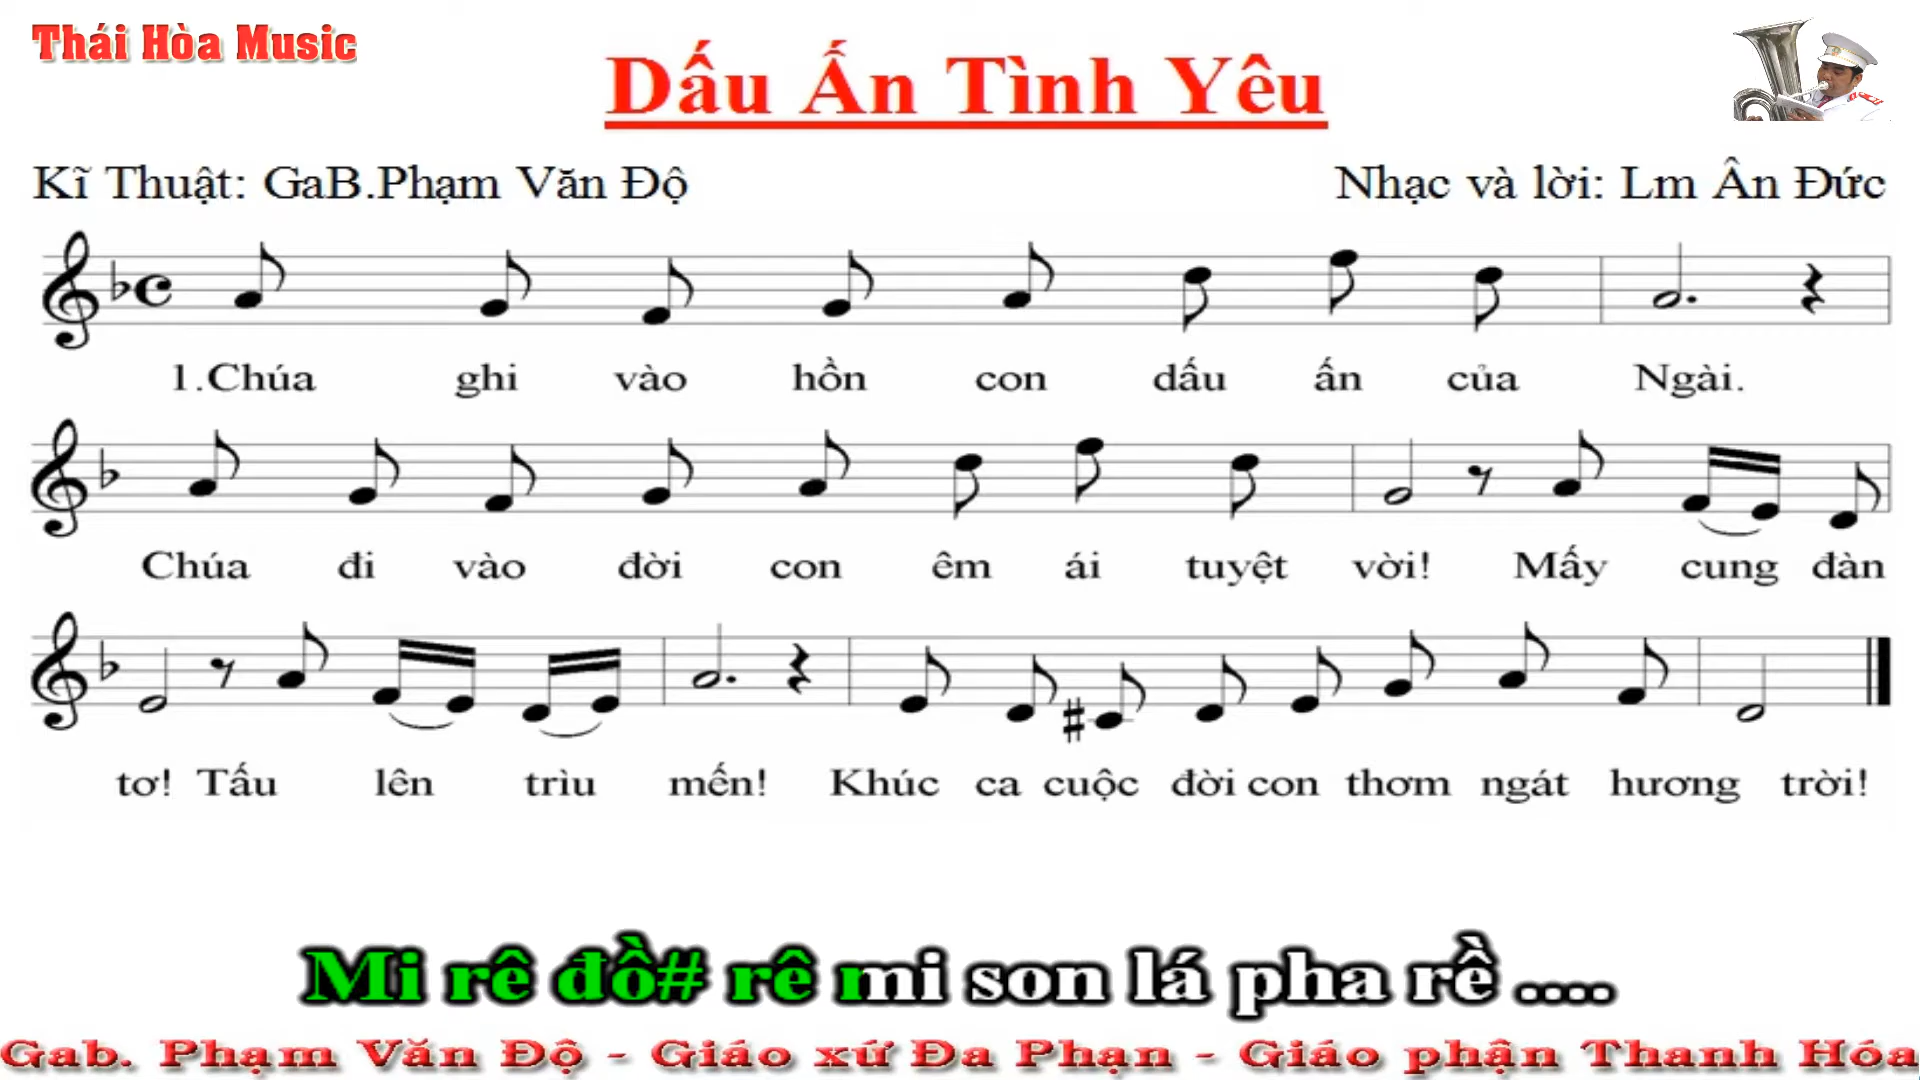 Thái Hòa Music
Dấu Ấn Tình Yêu
Kĩ Thuật: GaB.Phạm Văn Độ
Nhạc và lời: Lm Ân Đức
1.Chúa ghi vào hồn con dấu ấn của Ngài.
Chúa đi vào đời con êm ái tuyệt vời! Mấy cung đàn
tơ! Tấu lên trìu mến! Khúc ca cuộc đời con thơm ngát hương trời!
Mi rê đồ# rê mi son lá pha rề ....
Gab. Phạm Văn Độ - Giáo xứ Đa Phạn - Giáo phận Thanh Hóa